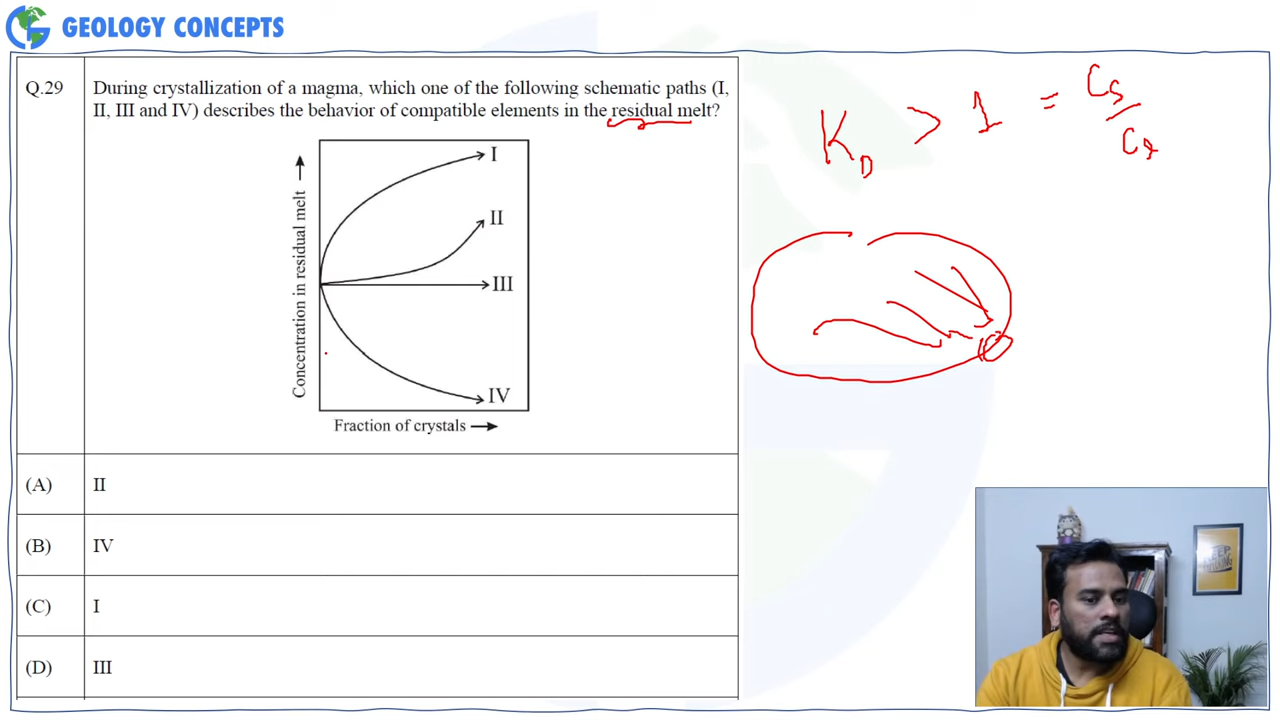 GEOLOGY CONCEPTS
Q.29
During crystallization of a magma, which one of the following schematic paths (I,
II, III and IV) describes the behavior of compatible elements in the residual melt?
Concentration in residual melt
I
II
III
IV
Fraction of crystals
(A) II
(B) IV
(C) I
(D) III
K_D > 1 = Cs/